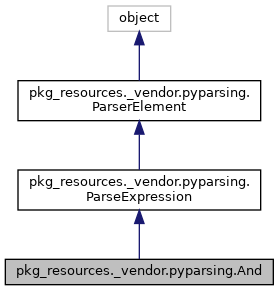 object
pkg_resources._vendor.pyparsing.
ParserElement
pkg_resources._vendor.pyparsing.
ParseExpression
pkg_resources._vendor.pyparsing.And